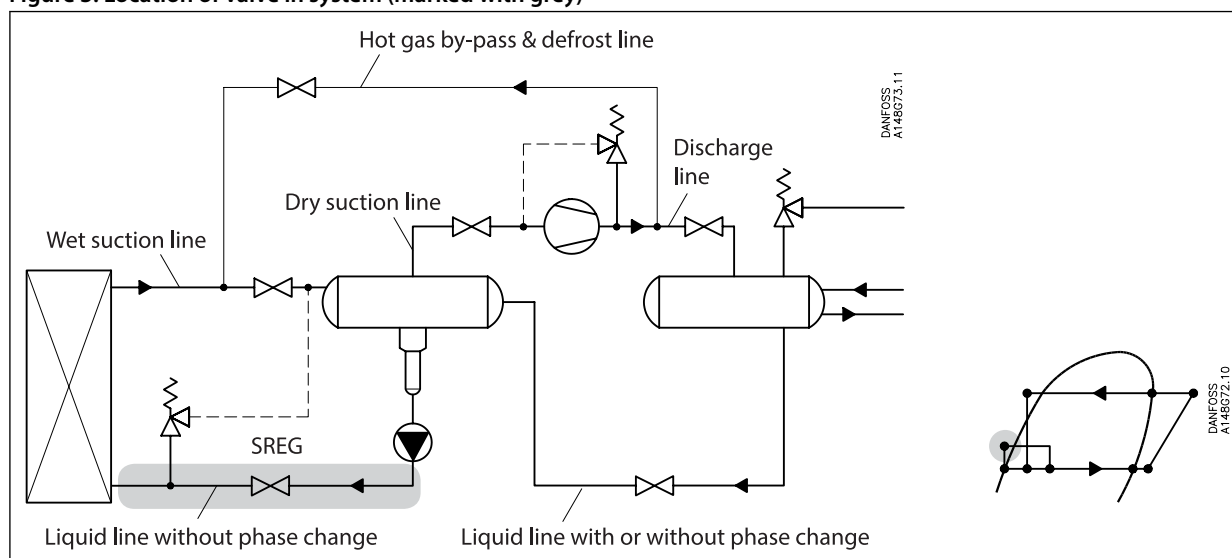 Figure 3: Location of valve in system (marked with grey)
Hot gas by-pass & defrost line
DANFOSS
A148G73.11
Discharge
line
Dry suction line
Wet suction line
SREG
DANFOSS
A148G72.10
Liquid line without phase change
Liquid line with or without phase change